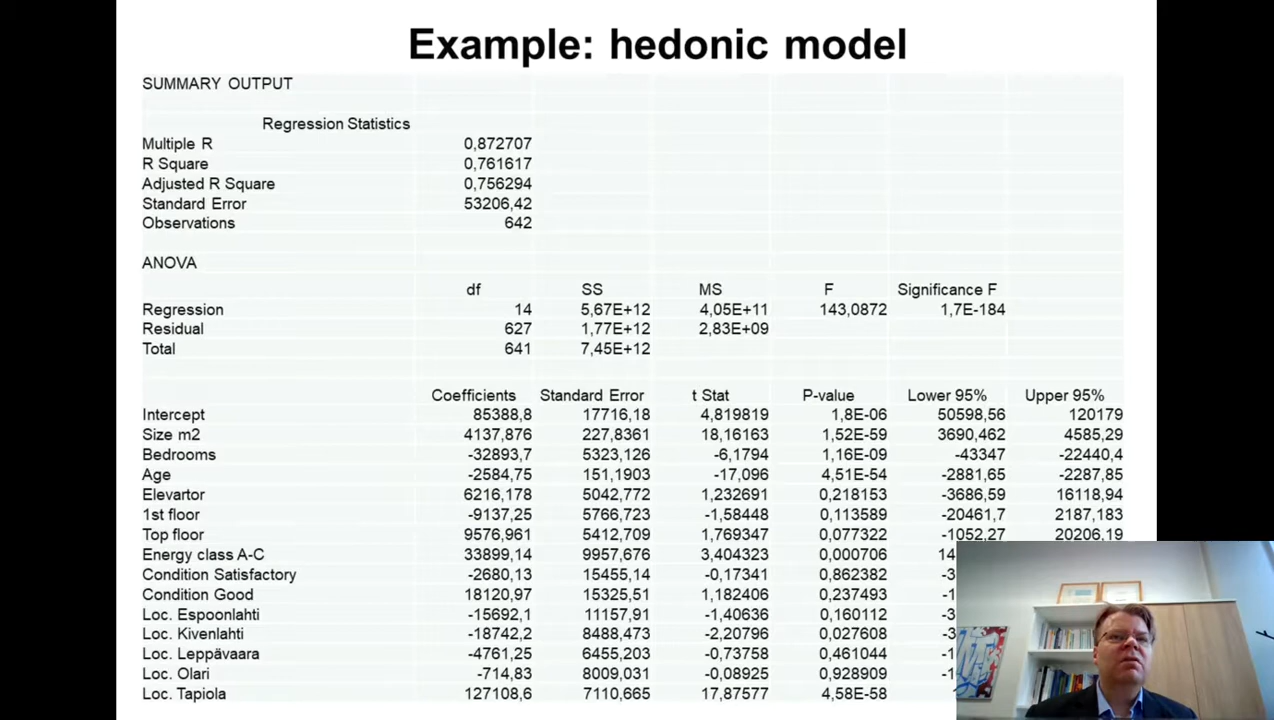 Example: hedonic model
SUMMARY OUTPUT
Regression Statistics
Multiple R 0,872707
R Square 0,761617
Adjusted R Square 0,756294
Standard Error 53206,42
Observations 642
ANOVA
df SS MS F Significance F
Regression 14 5,67E+12 4,05E+11 143,0872 1,7E-184
Residual 627 1,77E+12 2,83E+09
Total 641 7,45E+12
Coefficients Standard Error t Stat P-value Lower 95% Upper 95%
Intercept 85388,8 17716,18 4,819819 1,8E-06 50598,56 120179
Size m2 4137,876 227,8361 18,16163 1,52E-59 3690,462 4585,29
Bedrooms -32893,7 5323,126 -6,1794 1,16E-09 -43347 -22440,4
Age -2584,75 151,1903 -17,096 4,51E-54 -2881,65 -2287,85
Elevartor 6216,178 5042,772 1,232691 0,218153 -3686,59 16118,94
1st floor -9137,25 5766,723 -1,58448 0,113589 -20461,7 2187,183
Top floor 9576,961 5412,709 1,769347 0,077322 -1052,27 20206,19
Energy class A-C 33899,14 9957,676 3,404323 0,000706 14
Condition Satisfactory -2680,13 15455,14 -0,17341 0,862382 -3
Condition Good 18120,97 15325,51 1,182406 0,237493 -1
Loc. Espoonlahti -15692,1 11157,91 -1,40636 0,160112 -3
Loc. Kivenlahti -18742,2 8488,473 -2,20796 0,027608 -3
Loc. Leppävaara -4761,25 6455,203 -0,73758 0,461044 -1
Loc. Olari -714,83 8009,031 -0,08925 0,928909 -1
Loc. Tapiola 127108,6 7110,665 17,87577 4,58E-58